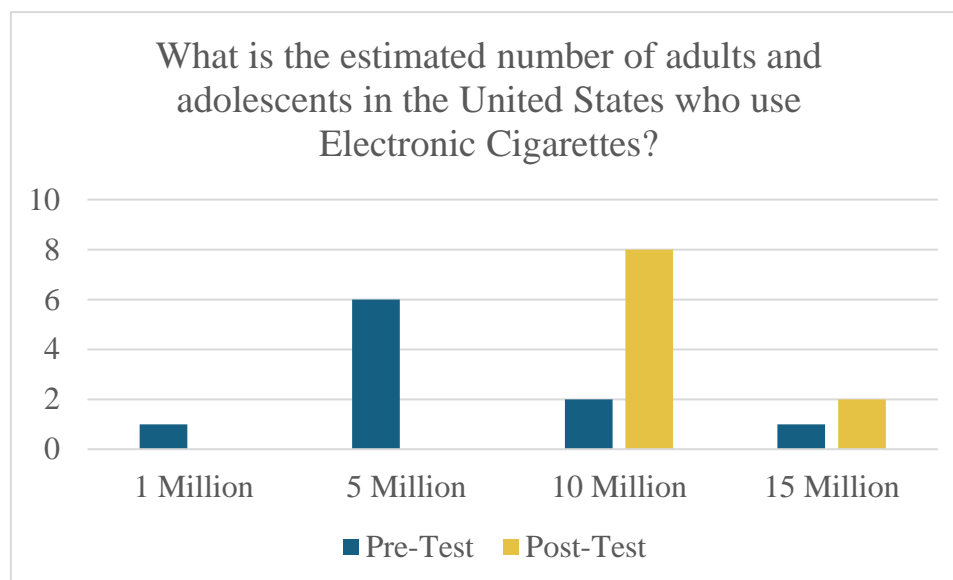 What is the estimated number of adults and
adolescents in the United States who use
Electronic Cigarettes?
10
8
6
4
2
0
1 Million 5 Million 10 Million 15 Million
Pre-Test Post-Test